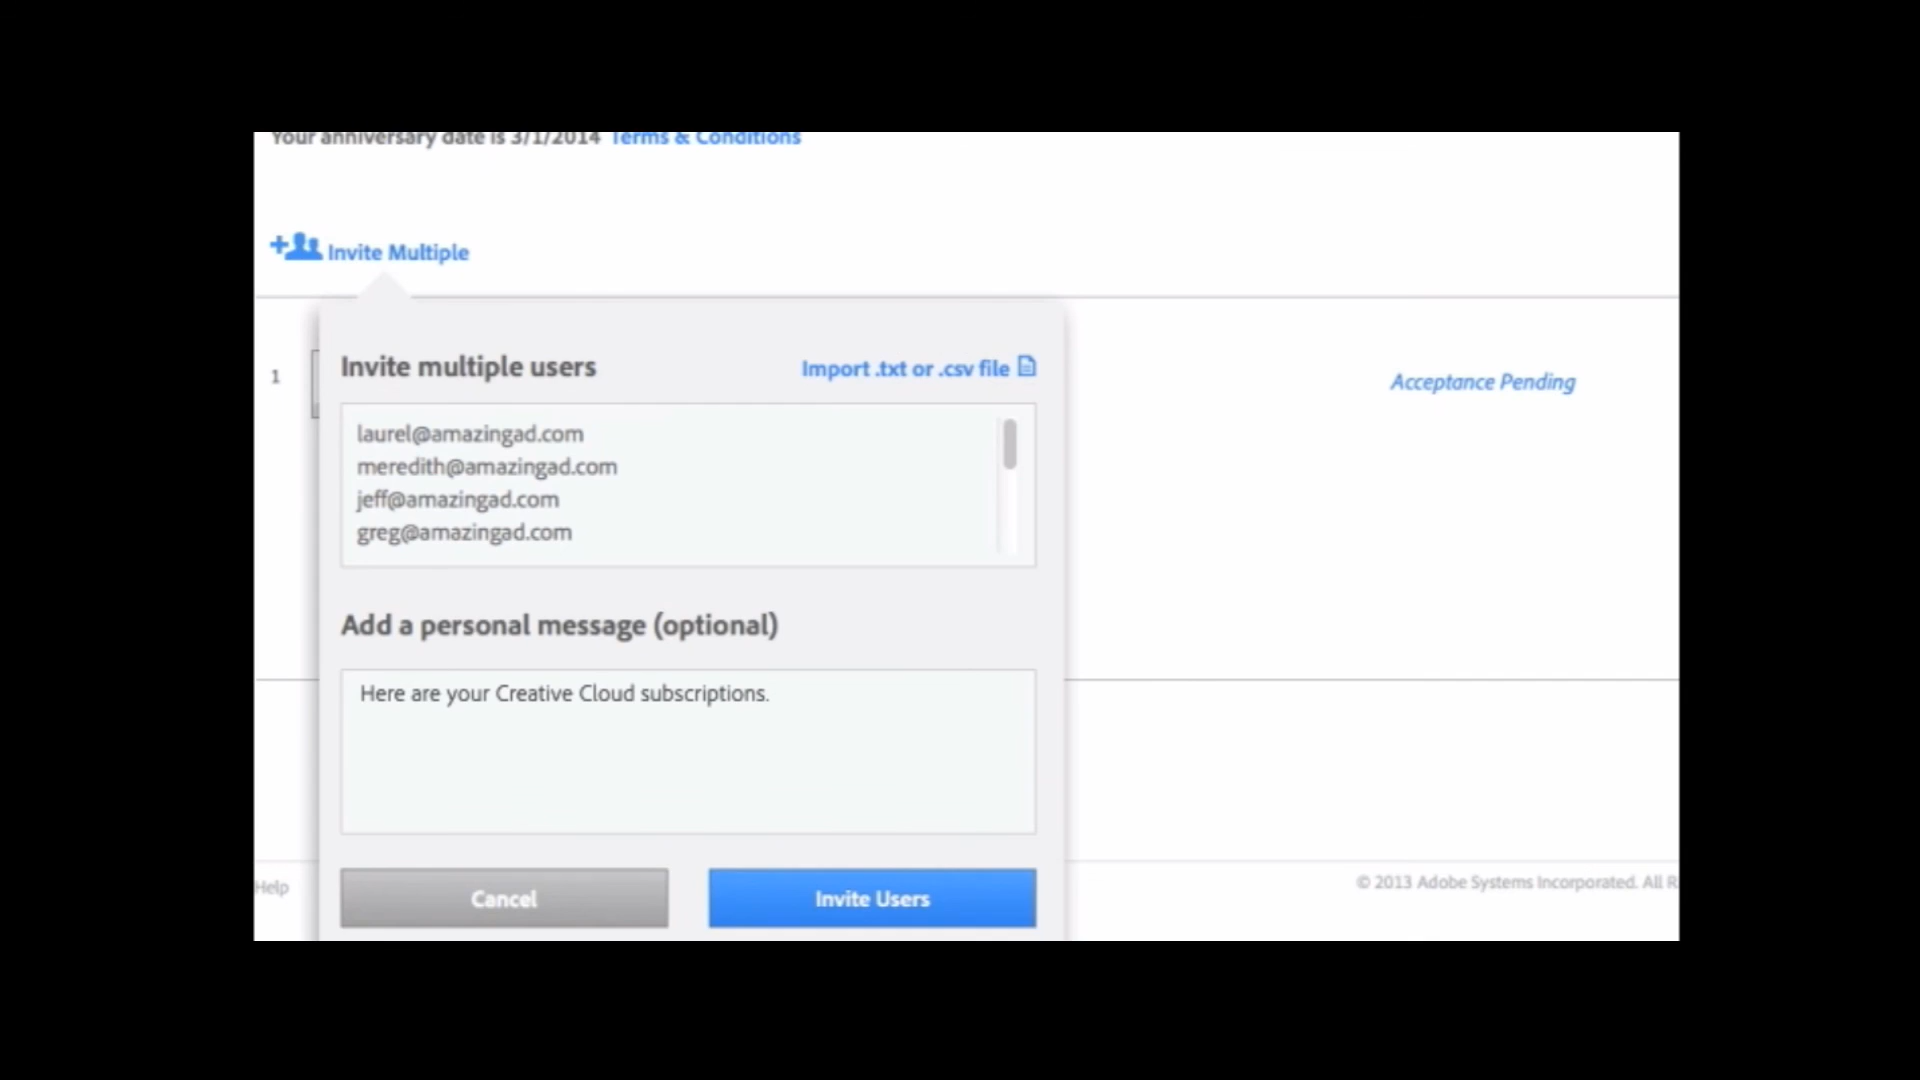 Your anniversary date is 3/1/2014 Terms & Conditions
Invite Multiple
1
Invite multiple users
Import .txt or .csv file
Acceptance Pending
laurel@amazingad.com
meredith@amazingad.com
jeff@amazingad.com
greg@amazingad.com
Add a personal message (optional)
Here are your Creative Cloud subscriptions.
Cancel
Invite Users
Help
© 2013 Adobe Systems Incorporated. All R